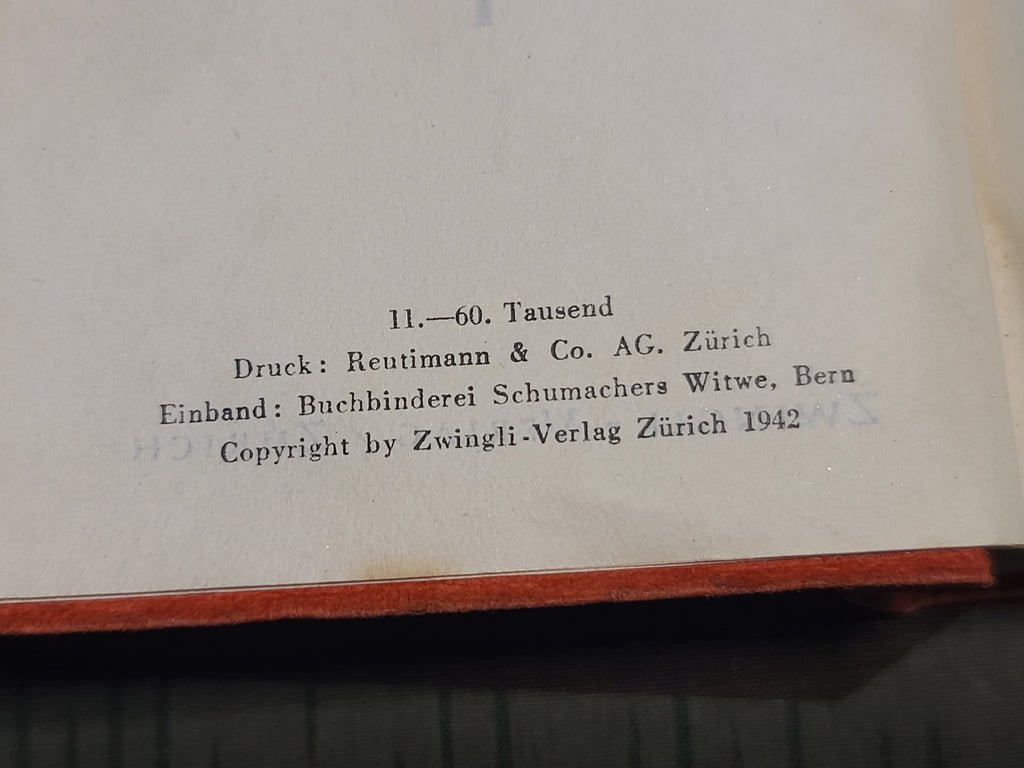 11.—60. Tausend
Druck: Reutimann & Co. AG. Zürich
Einband: Buchbinderei Schumachers Witwe, Bern
Copyright by Zwingli-Verlag Zürich 1942